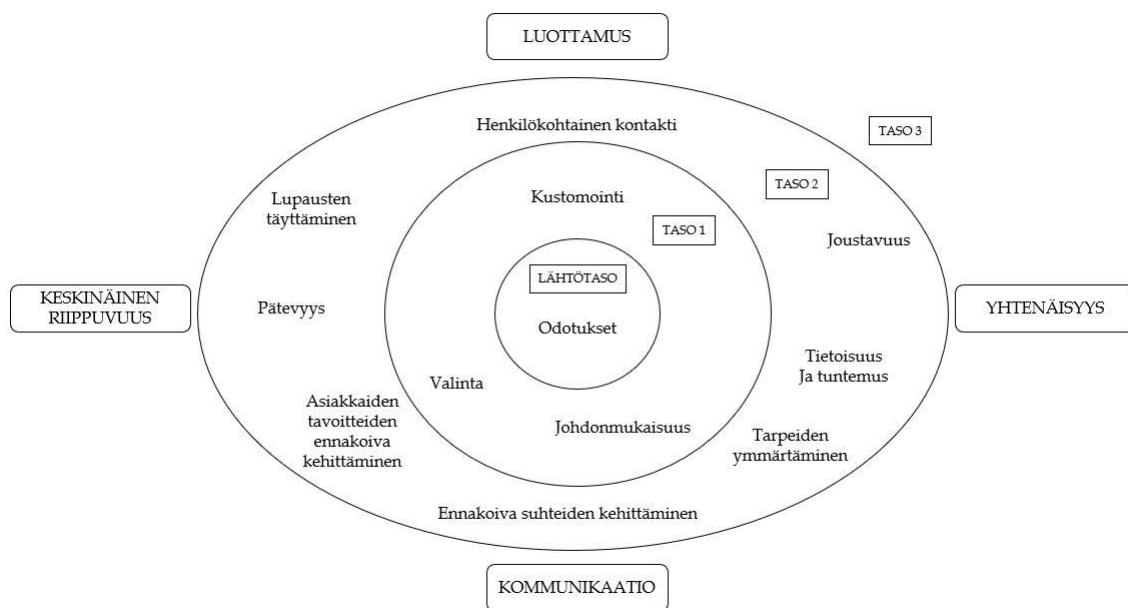 LUOTTAMUS
Henkilökohtainen kontakti
TASO 3
TASO 2
Lupausten
täyttäminen
Kustomointi
TASO 1
Joustavuus
LÄHTÖTASO
KESKINÄINEN
RIIPPUVUUS
Pätevyys
Odotukset
YHTENÄISYYS
Tietoisuus
Ja tuntemus
Valinta
Asiakkaiden
tavoitteiden
ennakoiva
kehittäminen
Johdonmukaisuus
Tarpeiden
ymmärtäminen
Ennakoiva suhteiden kehittäminen
KOMMUNIKAATIO